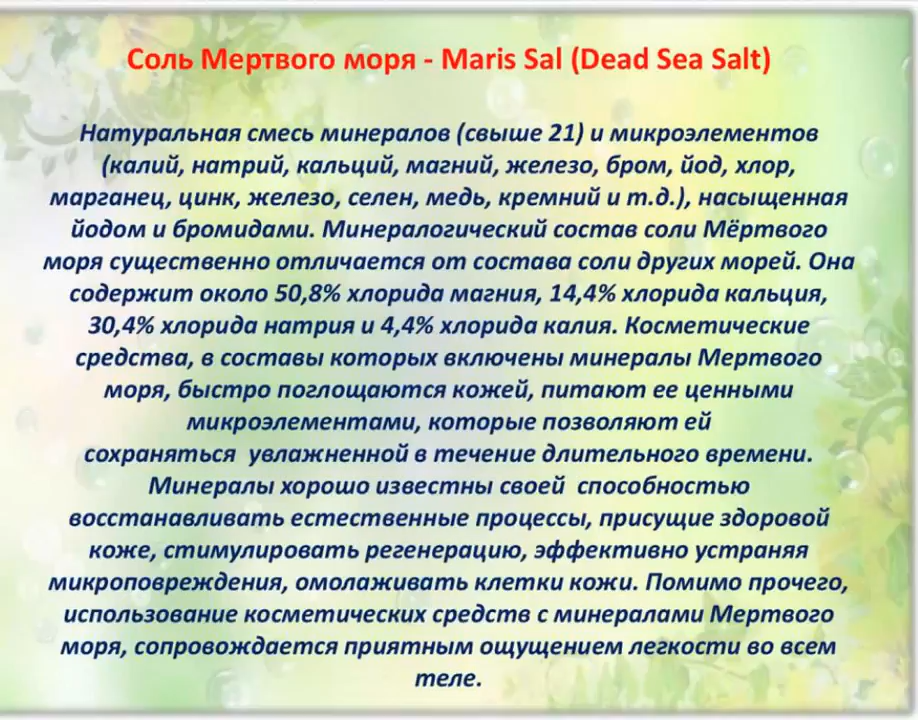 Соль Мертвого моря - Maris Sal (Dead Sea Salt)
Натуральная смесь минералов (свыше 21) и микроэлементов
(калий, натрий, кальций, магний, железо, бром, йод, хлор,
марганец, цинк, железо, селен, медь, кремний и т.д.), насыщенная
йодом и бромидами. Минералогический состав соли Мёртвого
моря существенно отличается от состава соли других морей. Она
содержит около 50,8% хлорида магния, 14,4% хлорида кальция,
30,4% хлорида натрия и 4,4% хлорида калия. Косметические
средства, в составы которых включены минералы Мертвого
моря, быстро поглощаются кожей, питают ее ценными
микроэлементами, которые позволяют ей
сохраняться увлажненной в течение длительного времени.
Минералы хорошо известны своей способностью
восстанавливать естественные процессы, присущие здоровой
коже, стимулировать регенерацию, эффективно устраняя
микроповреждения, омолаживать клетки кожи. Помимо прочего,
использование косметических средств с минералами Мертвого
моря, сопровождается приятным ощущением легкости во всем
теле.